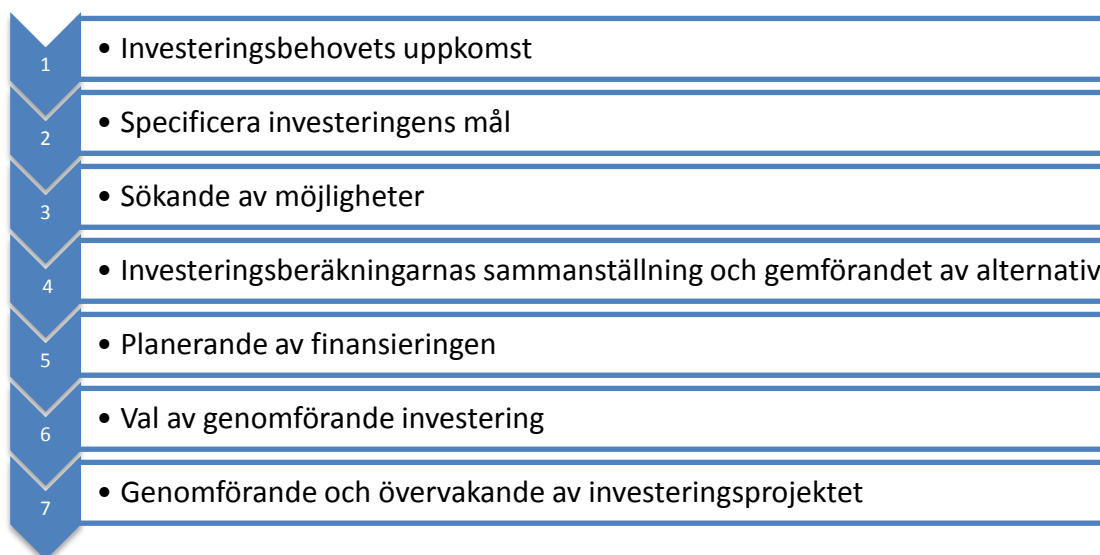 1 • Investeringsbehovets uppkomst
2 • Specificera investeringens mål
3 • Sökande av möjligheter
4 • Investeringsberäkningarnas sammanställning och gemförandet av alternativ
5 • Planerande av finansieringen
6 • Val av genomförande investering
7 • Genomförande och övervakande av investeringsprojektet